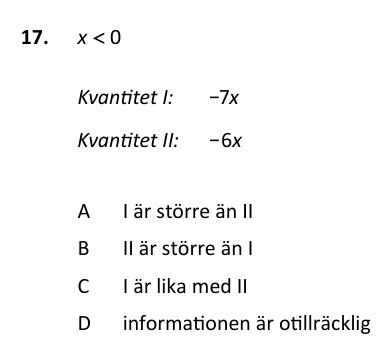 17. x < 0
Kvantitet I: −7x
Kvantitet II: −6x
A I är större än II
B II är större än I
C I är lika med II
D informationen är otillräcklig